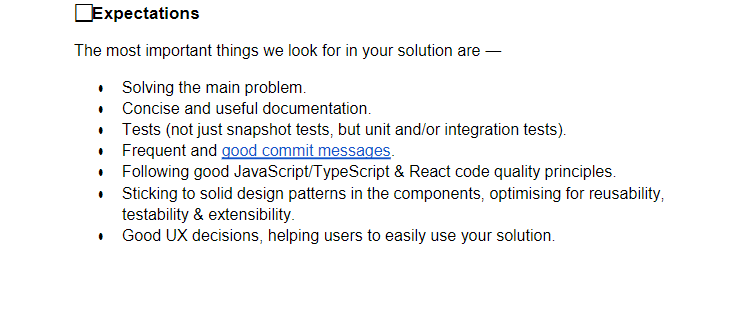 Expectations
The most important things we look for in your solution are —
• Solving the main problem.
• Concise and useful documentation.
• Tests (not just snapshot tests, but unit and/or integration tests).
• Frequent and good commit messages.
• Following good JavaScript/TypeScript & React code quality principles.
• Sticking to solid design patterns in the components, optimising for reusability,
testability & extensibility.
• Good UX decisions, helping users to easily use your solution.